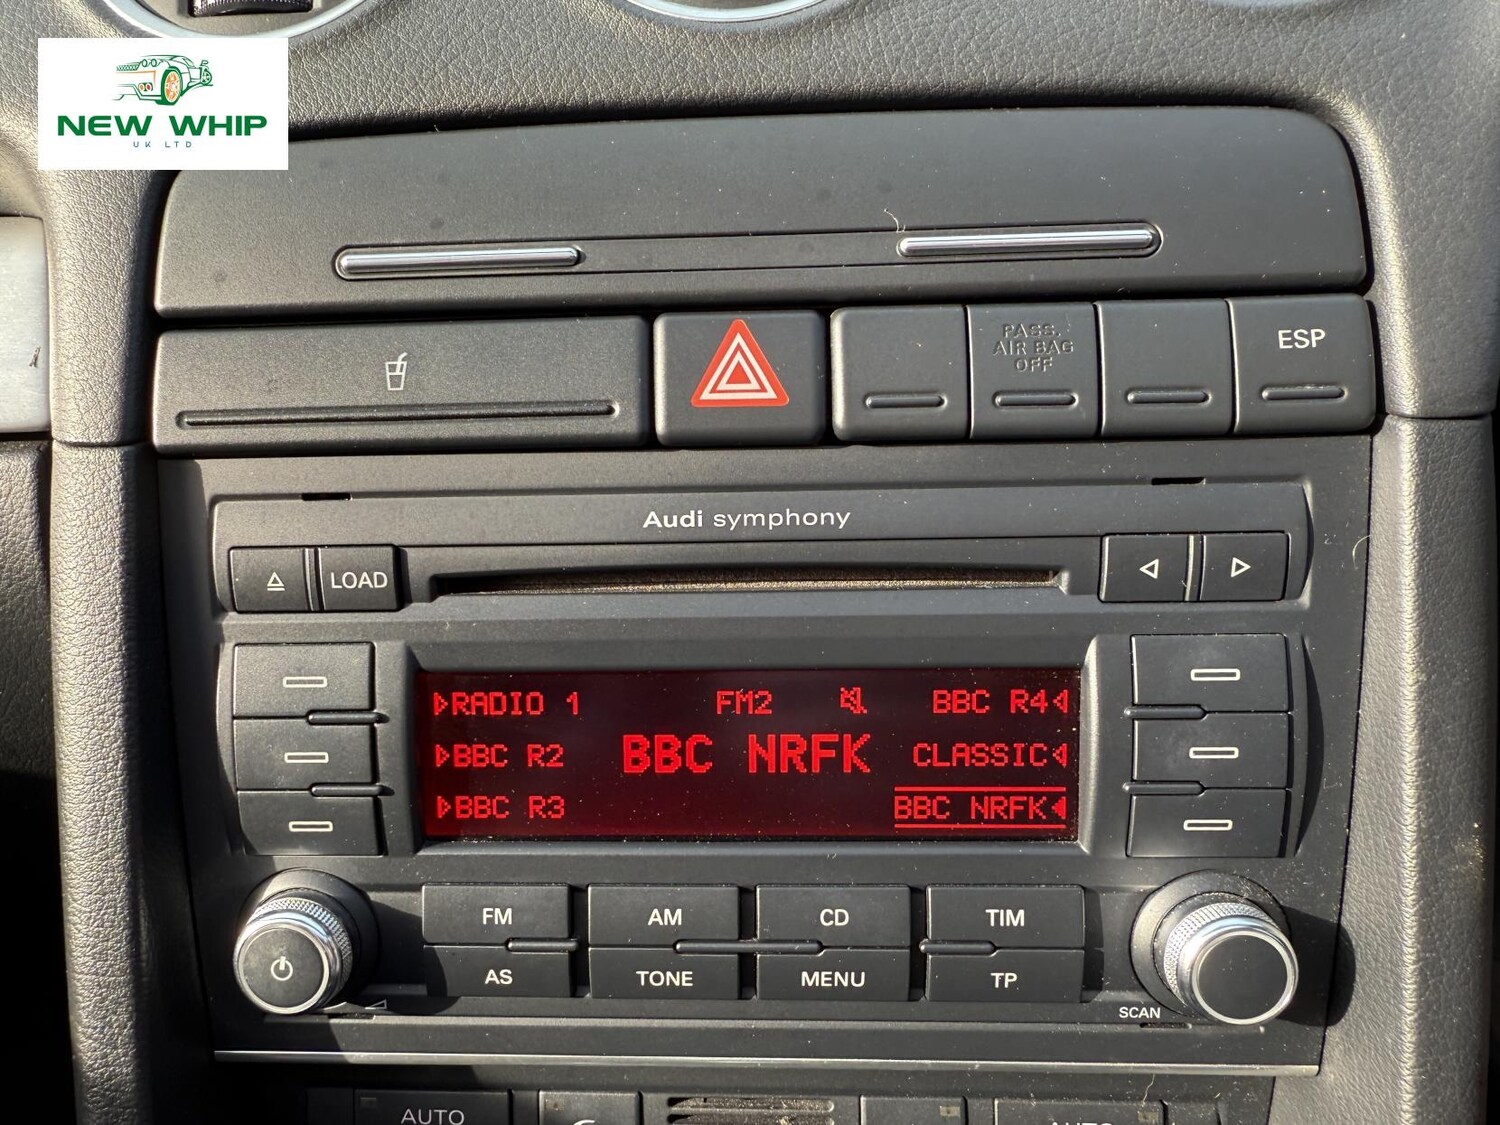 NEW WHIP
UK LTD
PASS.
AIR BAG
OFF
ESP
Audi symphony
LOAD
RADIO 1 FM2 BBC R4
BBC R2 BBC NRFK CLASSIC
BBC R3 BBC NRFK
FM AM CD TIM
AS TONE MENU TP
SCAN
AUTO
AUTO